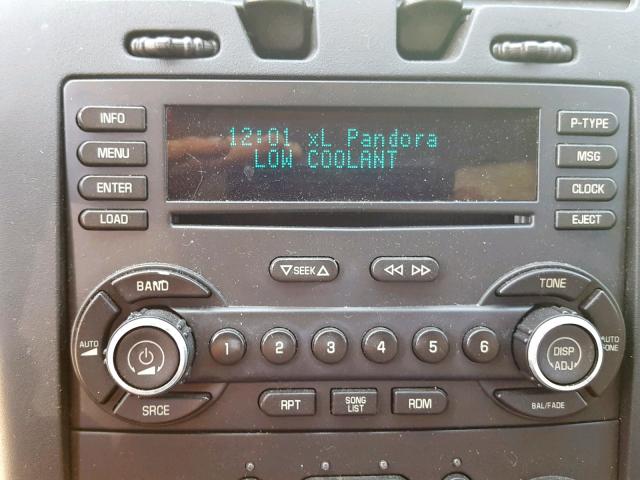 INFO
12:01 xL Pandora
P-TYPE
MENU
LOW COOLANT
MSG
ENTER
CLOCK
LOAD
EJECT
SEEK
BAND
TONE
AUTO
1 2 3 4 5 6
DISP
ADJ
AUTO
TONE
SRCE
RPT
SONG
LIST
RDM
BAL/FADE